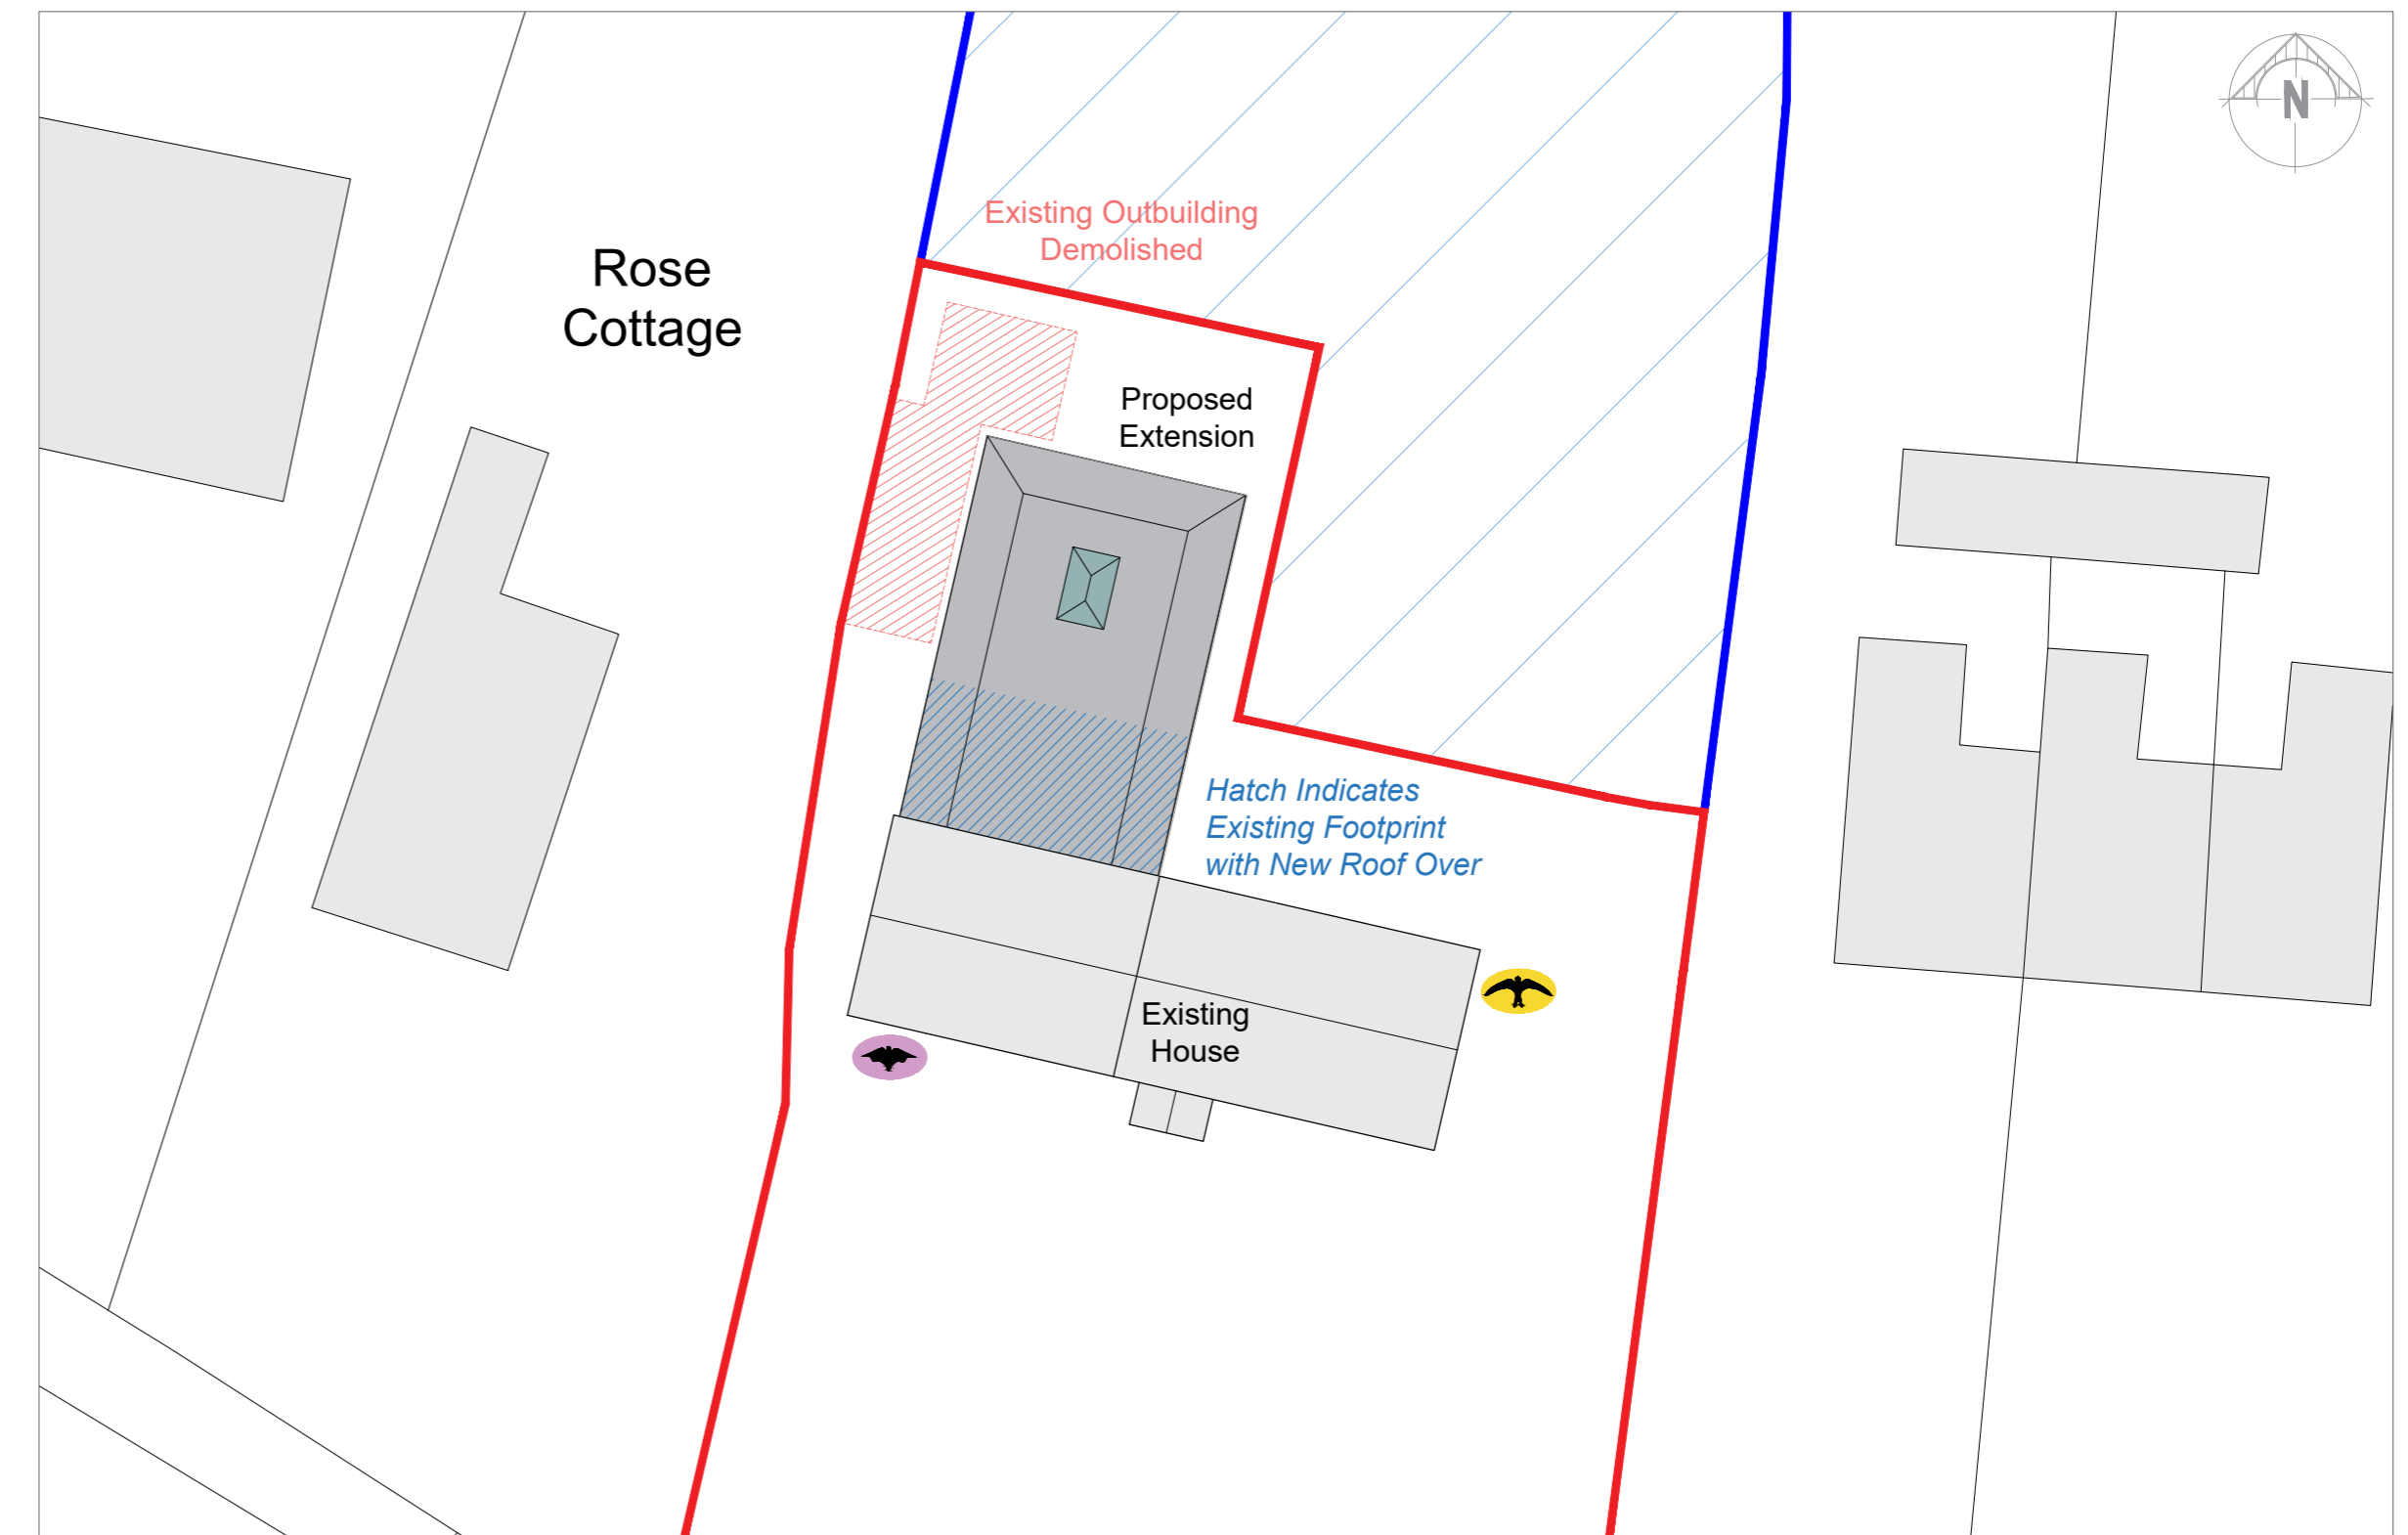 N
Existing Outbuilding
Demolished
Rose
Cottage
Proposed
Extension
Hatch Indicates
Existing Footprint
with New Roof Over
Existing
House